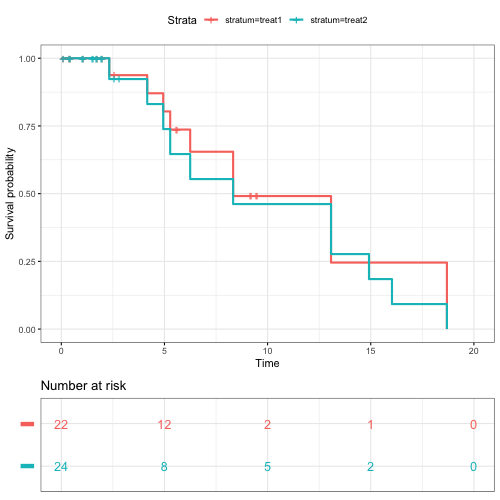 Strata stratum=treat1 stratum=treat2
1.00
0.75
0.50
0.25
0.00
Survival probability
0 5 10 15 20
Time
Number at risk
22 12 2 1 0
24 8 5 2 0